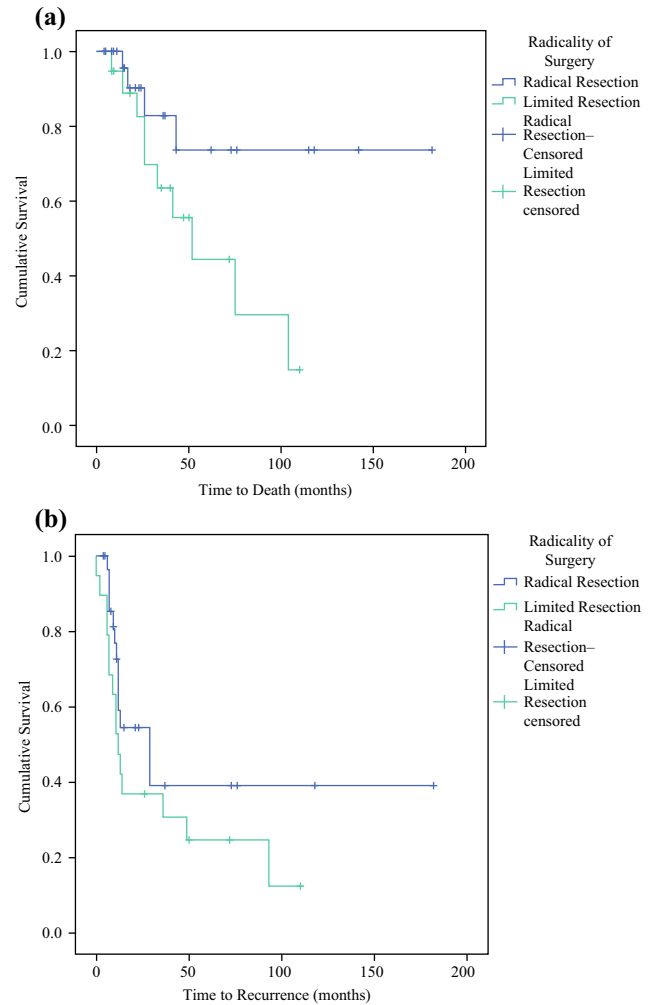 (a)
Radicality of
Surgery
Radical Resection
Limited Resection
Radical
Resection–
Censored
Limited
Resection
censored
1.0
0.8
0.6
0.4
0.2
0.0
Cumulative Survival
0 50 100 150 200
Time to Death (months)
(b)
Radicality of
Surgery
Radical Resection
Limited Resection
Radical
Resection–
Censored
Limited
Resection
censored
1.0
0.8
0.6
0.4
0.2
0.0
Cumulative Survival
0 50 100 150 200
Time to Recurrence (months)